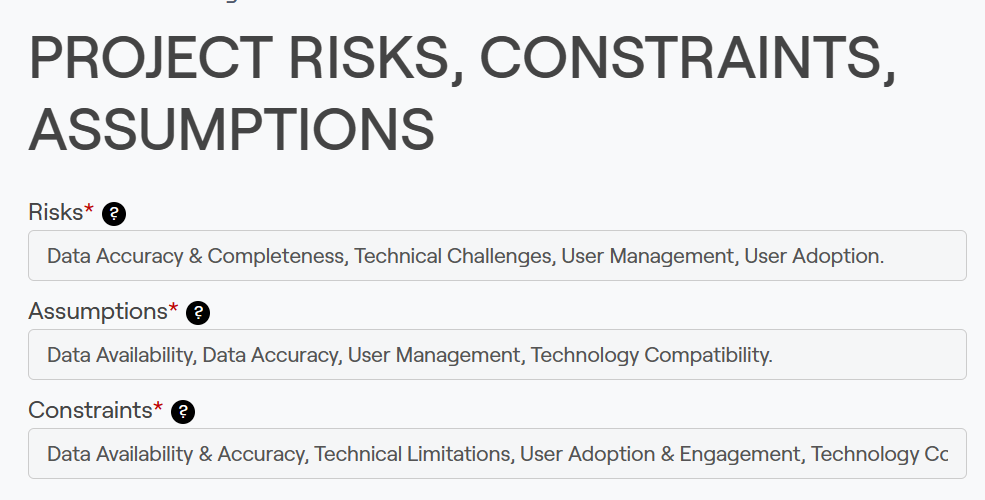 PROJECT RISKS, CONSTRAINTS,
ASSUMPTIONS
Risks* ?
Data Accuracy & Completeness, Technical Challenges, User Management, User Adoption.
Assumptions* ?
Data Availability, Data Accuracy, User Management, Technology Compatibility.
Constraints* ?
Data Availability & Accuracy, Technical Limitations, User Adoption & Engagement, Technology